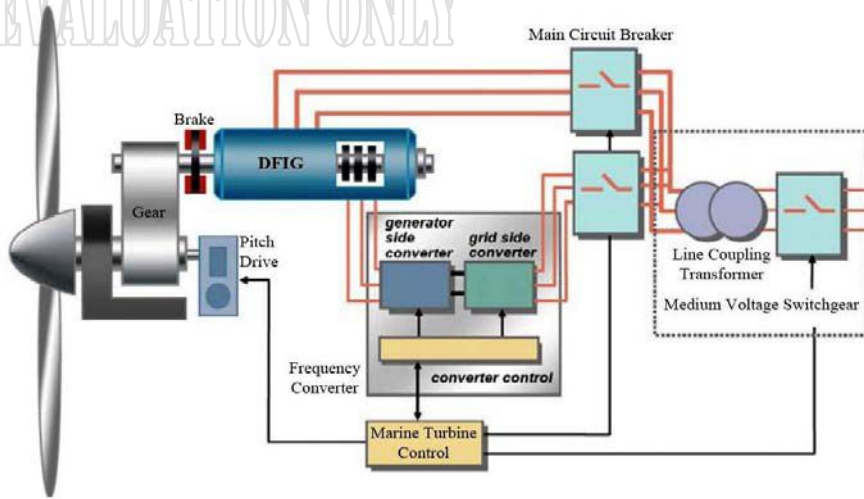 EVALUATION ONLY
Main Circuit Breaker
Brake
DFIG
Gear
Pitch
Drive
generator
side
converter
grid side
converter
Line Coupling
Transformer
Medium Voltage Switchgear
Frequency
Converter
converter control
Marine Turbine
Control